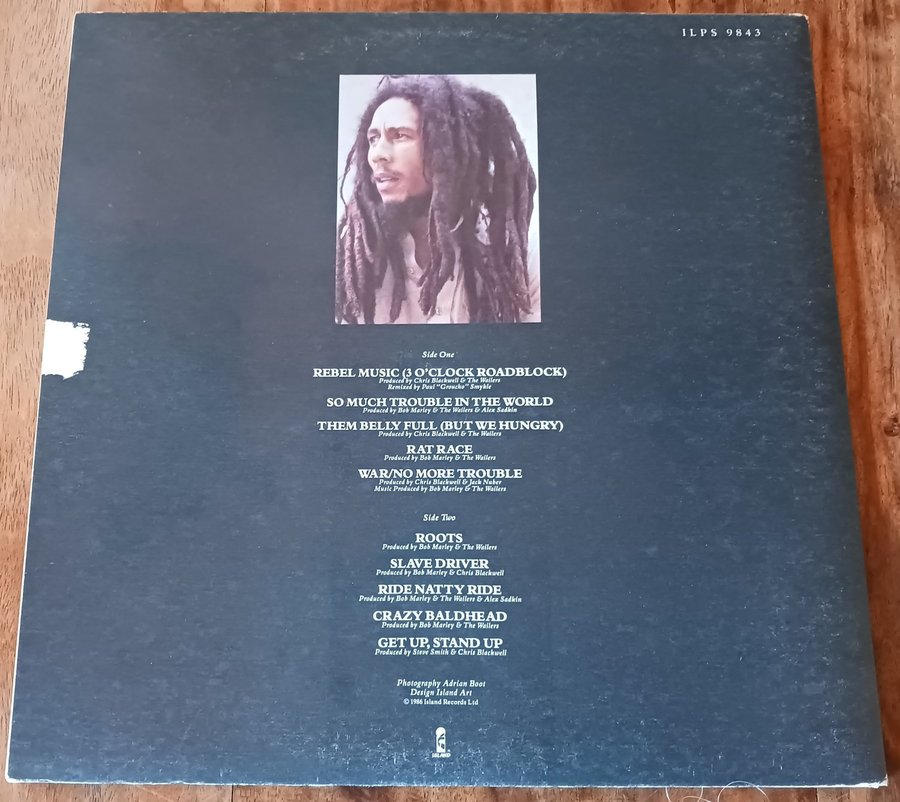 ILPS 9843
Side One
REBEL MUSIC (3 O'CLOCK ROADBLOCK)
Produced by Chris Blackwell & The Wailers
Remixed by Paul "Groucho" Smykle
SO MUCH TROUBLE IN THE WORLD
Produced by Bob Marley & The Wailers & Alex Sadkin
THEM BELLY FULL (BUT WE HUNGRY)
Produced by Chris Blackwell & The Wailers
RAT RACE
Produced by Bob Marley & The Wailers
WAR/NO MORE TROUBLE
Produced by Chris Blackwell & Jack Nuber
Music Produced by Bob Marley & The Wailers
Side Two
ROOTS
Produced by Bob Marley & The Wailers
SLAVE DRIVER
Produced by Bob Marley & Chris Blackwell
RIDE NATTY RIDE
Produced by Bob Marley & The Wailers & Alex Sadkin
CRAZY BALDHEAD
Produced by Bob Marley & The Wailers
GET UP, STAND UP
Produced by Steve Smith & Chris Blackwell
Photography Adrian Boot
Design Island Art
© 1986 Island Records Ltd
ISLAND